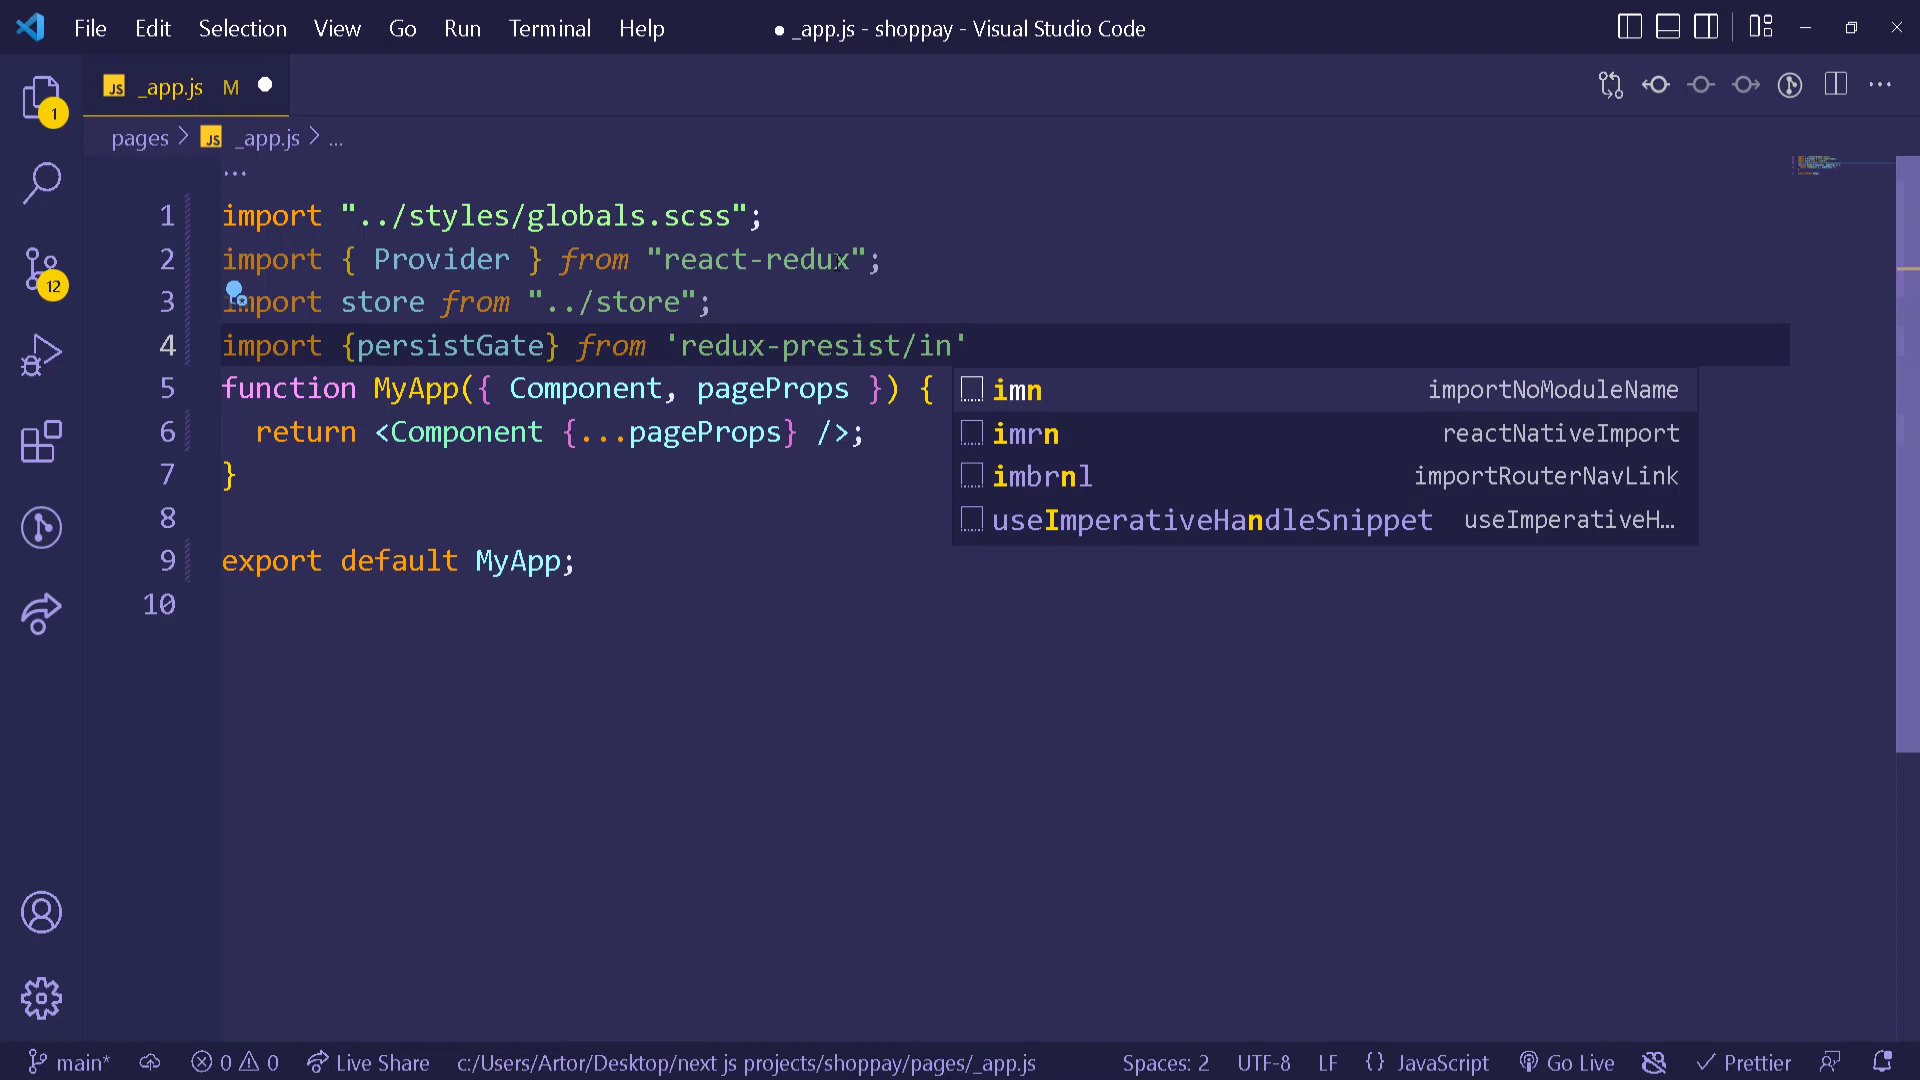 File Edit Selection View Go Run Terminal Help ● _app.js - shoppay - Visual Studio Code
JS _app.js M
pages > JS _app.js > ...
...
1 import "../styles/globals.scss";
2 import { Provider } from "react-redux";
3 import store from "../store";
4 import {persistGate} from 'redux-presist/in'
5 function MyApp({ Component, pageProps }) {
6 return <Component {...pageProps} />;
7 }
8
9 export default MyApp;
10
imn importNoModuleName
imrn reactNativeImport
imbrnl importRouterNavLink
useImperativeHandleSnippet useImperativeH...
1
12
main* 0 0 Live Share c:/Users/Artor/Desktop/next js projects/shoppay/pages/_app.js Spaces: 2 UTF-8 LF {} JavaScript Go Live Prettier